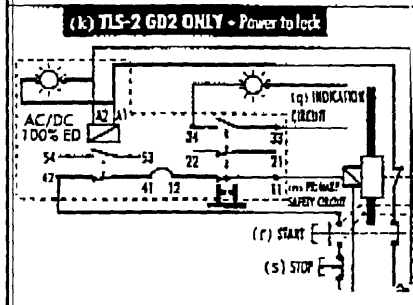 (k) TLS-2 GD2 ONLY - Power to lock
A2 A1
AC/DC
100% ED
(q) INDICATION
CIRCUIT
34 33
54 53
22 21
42 41 12 11
(m) PRIMARY
SAFETY CIRCUIT
(r) START
(s) STOP